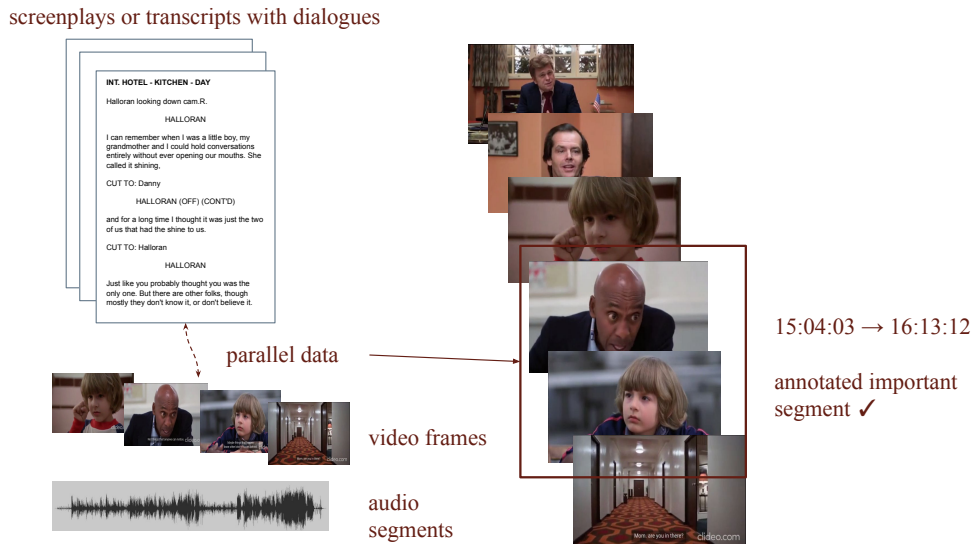 screenplays or transcripts with dialogues
INT. HOTEL - KITCHEN - DAY
Halloran looking down cam.R.
HALLORAN
I can remember when I was a little boy, my
grandmother and I could hold conversations
entirely without ever opening our mouths. She
called it shining,
CUT TO: Danny
HALLORAN (OFF) (CONT'D)
and for a long time I thought it was just the two
of us that had the shine to us.
CUT TO: Halloran
HALLORAN
Just like you probably thought you was the
only one. But there are other folks, though
mostly they don't know it, or don't believe it.
parallel data
video frames
audio
segments
15:04:03 → 16:13:12
annotated important
segment ✓
Mom, are you in there?
clideo.com